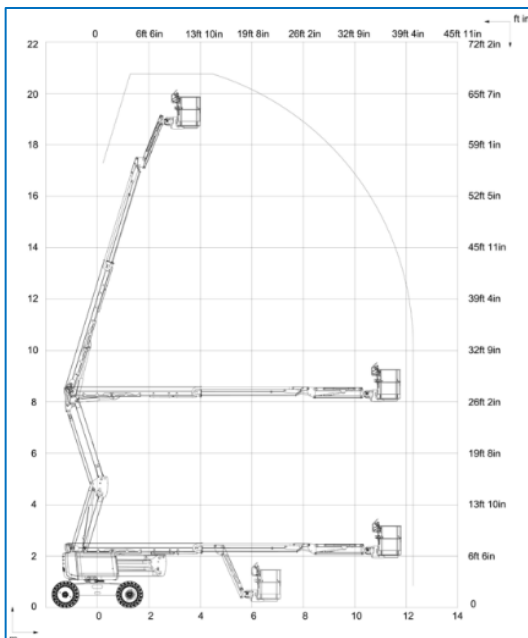 ft in
0 6ft 6in 13ft 10in 19ft 8in 26ft 2in 32ft 9in 39ft 4in 45ft 11in
22 72ft 2in
20 65ft 7in
18 59ft 1in
16 52ft 5in
14 45ft 11in
12 39ft 4in
10 32ft 9in
8 26ft 2in
6 19ft 8in
4 13ft 10in
2 6ft 6in
0 0
0 2 4 6 8 10 12 14